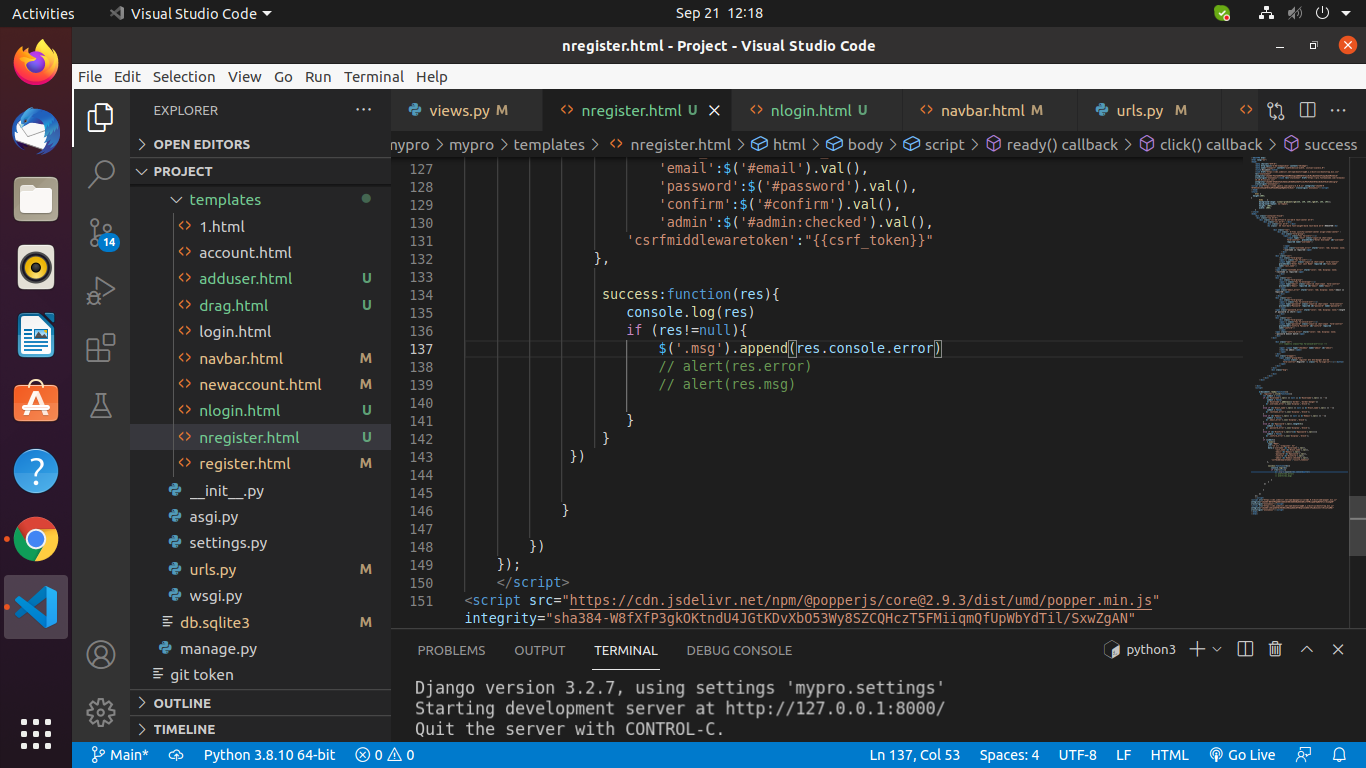 Activities
Visual Studio Code
Sep 21 12:18
nregister.html - Project - Visual Studio Code
File Edit Selection View Go Run Terminal Help
EXPLORER
views.py M
nregister.html U
nlogin.html U
navbar.html M
urls.py M
mypro > mypro > templates > nregister.html > html > body > script > ready() callback > click() callback > success
OPEN EDITORS
PROJECT
templates
1.html
account.html
adduser.html U
drag.html U
login.html
navbar.html M
newaccount.html M
nlogin.html U
nregister.html U
register.html M
__init__.py
asgi.py
settings.py
urls.py M
wsgi.py
db.sqlite3 M
manage.py
git token
OUTLINE
TIMELINE
14
127 'email':$('#email').val(),
128 'password':$('#password').val(),
129 'confirm':$('#confirm').val(),
130 'admin':$('#admin:checked').val(),
131 'csrfmiddlewaretoken':"{{csrf_token}}"
132 },
133
134 success:function(res){
135 console.log(res)
136 if (res!=null){
137 $('.msg').append(res.console.error)
138 // alert(res.error)
139 // alert(res.msg)
140
141 }
142 }
143 })
144
145
146 }
147
148 })
149 });
150 </script>
151 <script src="https://cdn.jsdelivr.net/npm/@popperjs/core@2.9.3/dist/umd/popper.min.js"
integrity="sha384-W8fXfP3gkOKtndU4JGtKDvXbO53Wy8SZCQHczT5FMiiqmQfUpWbYdTil/SxwZgAN"
PROBLEMS OUTPUT TERMINAL DEBUG CONSOLE
python3
Django version 3.2.7, using settings 'mypro.settings'
Starting development server at http://127.0.0.1:8000/
Quit the server with CONTROL-C.
Main* Python 3.8.10 64-bit 0 0
Ln 137, Col 53 Spaces: 4 UTF-8 LF HTML Go Live